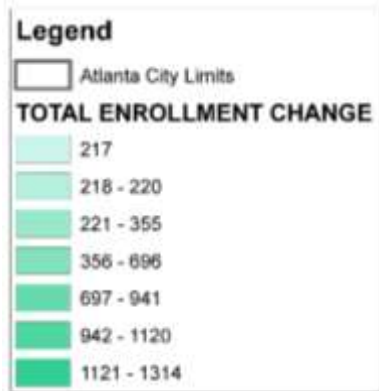 Legend
Atlanta City Limits
TOTAL ENROLLMENT CHANGE
217
218 - 220
221 - 355
356 - 696
697 - 941
942 - 1120
1121 - 1314